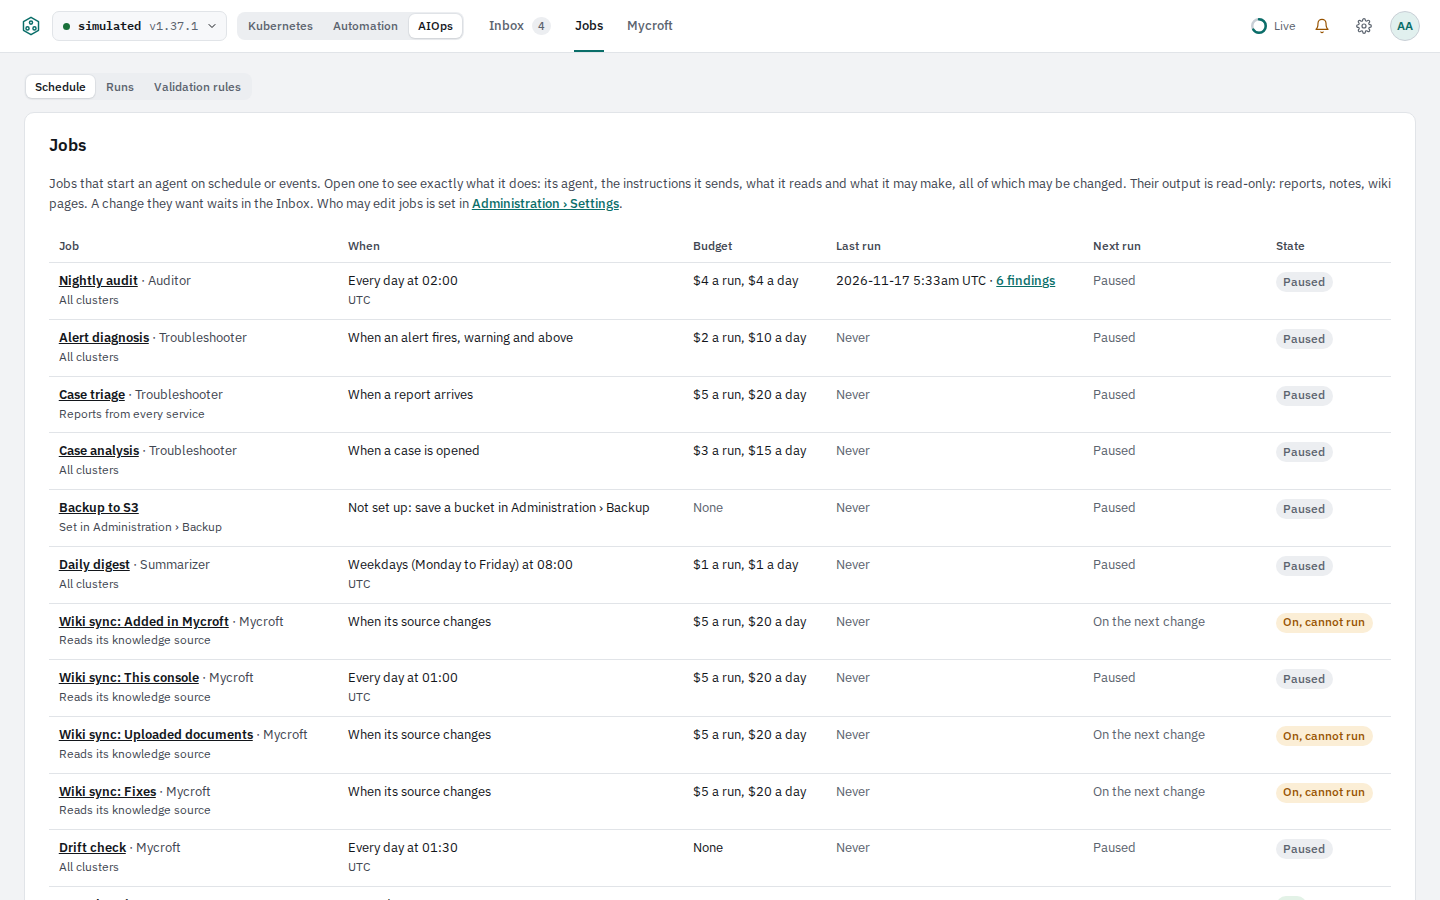 simulated v1.37.1 Kubernetes Automation AIOps Inbox 4 Jobs Mycroft Live AA
Schedule Runs Validation rules
Jobs
Jobs that start an agent on schedule or events. Open one to see exactly what it does: its agent, the instructions it sends, what it reads and what it may make, all of which may be changed. Their output is read-only: reports, notes, wiki
pages. A change they want waits in the Inbox. Who may edit jobs is set in Administration › Settings.
Job When Budget Last run Next run State
Nightly audit · Auditor Every day at 02:00 $4 a run, $4 a day 2026-11-17 5:33am UTC · 6 findings Paused Paused
All clusters UTC
Alert diagnosis · Troubleshooter When an alert fires, warning and above $2 a run, $10 a day Never Paused Paused
All clusters
Case triage · Troubleshooter When a report arrives $5 a run, $20 a day Never Paused Paused
Reports from every service
Case analysis · Troubleshooter When a case is opened $3 a run, $15 a day Never Paused Paused
All clusters
Backup to S3 Not set up: save a bucket in Administration › Backup None Never Paused Paused
Set in Administration › Backup
Daily digest · Summarizer Weekdays (Monday to Friday) at 08:00 $1 a run, $1 a day Never Paused Paused
All clusters UTC
Wiki sync: Added in Mycroft · Mycroft When its source changes $5 a run, $20 a day Never On the next change On, cannot run
Reads its knowledge source
Wiki sync: This console · Mycroft Every day at 01:00 $5 a run, $20 a day Never Paused Paused
Reads its knowledge source UTC
Wiki sync: Uploaded documents · Mycroft When its source changes $5 a run, $20 a day Never On the next change On, cannot run
Reads its knowledge source
Wiki sync: Fixes · Mycroft When its source changes $5 a run, $20 a day Never On the next change On, cannot run
Reads its knowledge source
Drift check · Mycroft Every day at 01:30 None Never Paused Paused
All clusters UTC